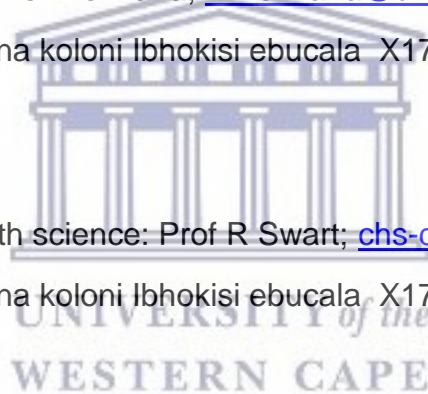 na koloni Ibhokisi ebucala X17
th science: Prof R Swart; chs-
na koloni Ibhokisi ebucala X17
UNIVERSITY of the
WESTERN CAPE